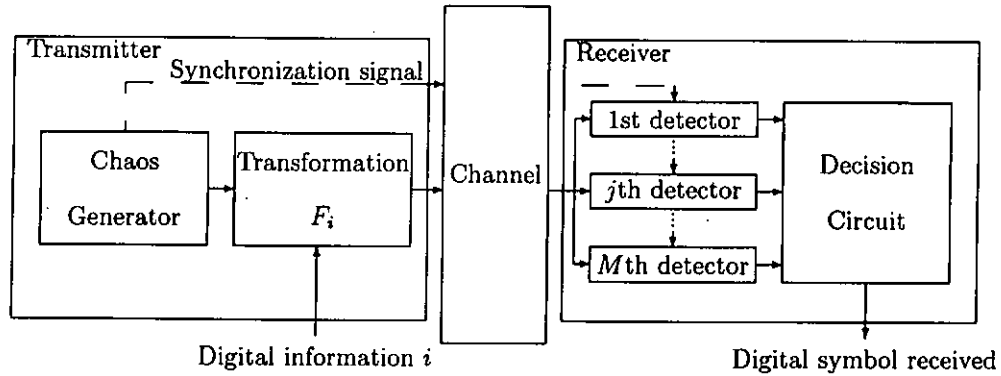 Transmitter
Synchronization signal
Chaos
Generator
Transformation
F_i
Digital information i
Channel
Receiver
1st detector
jth detector
Mth detector
Decision
Circuit
Digital symbol received